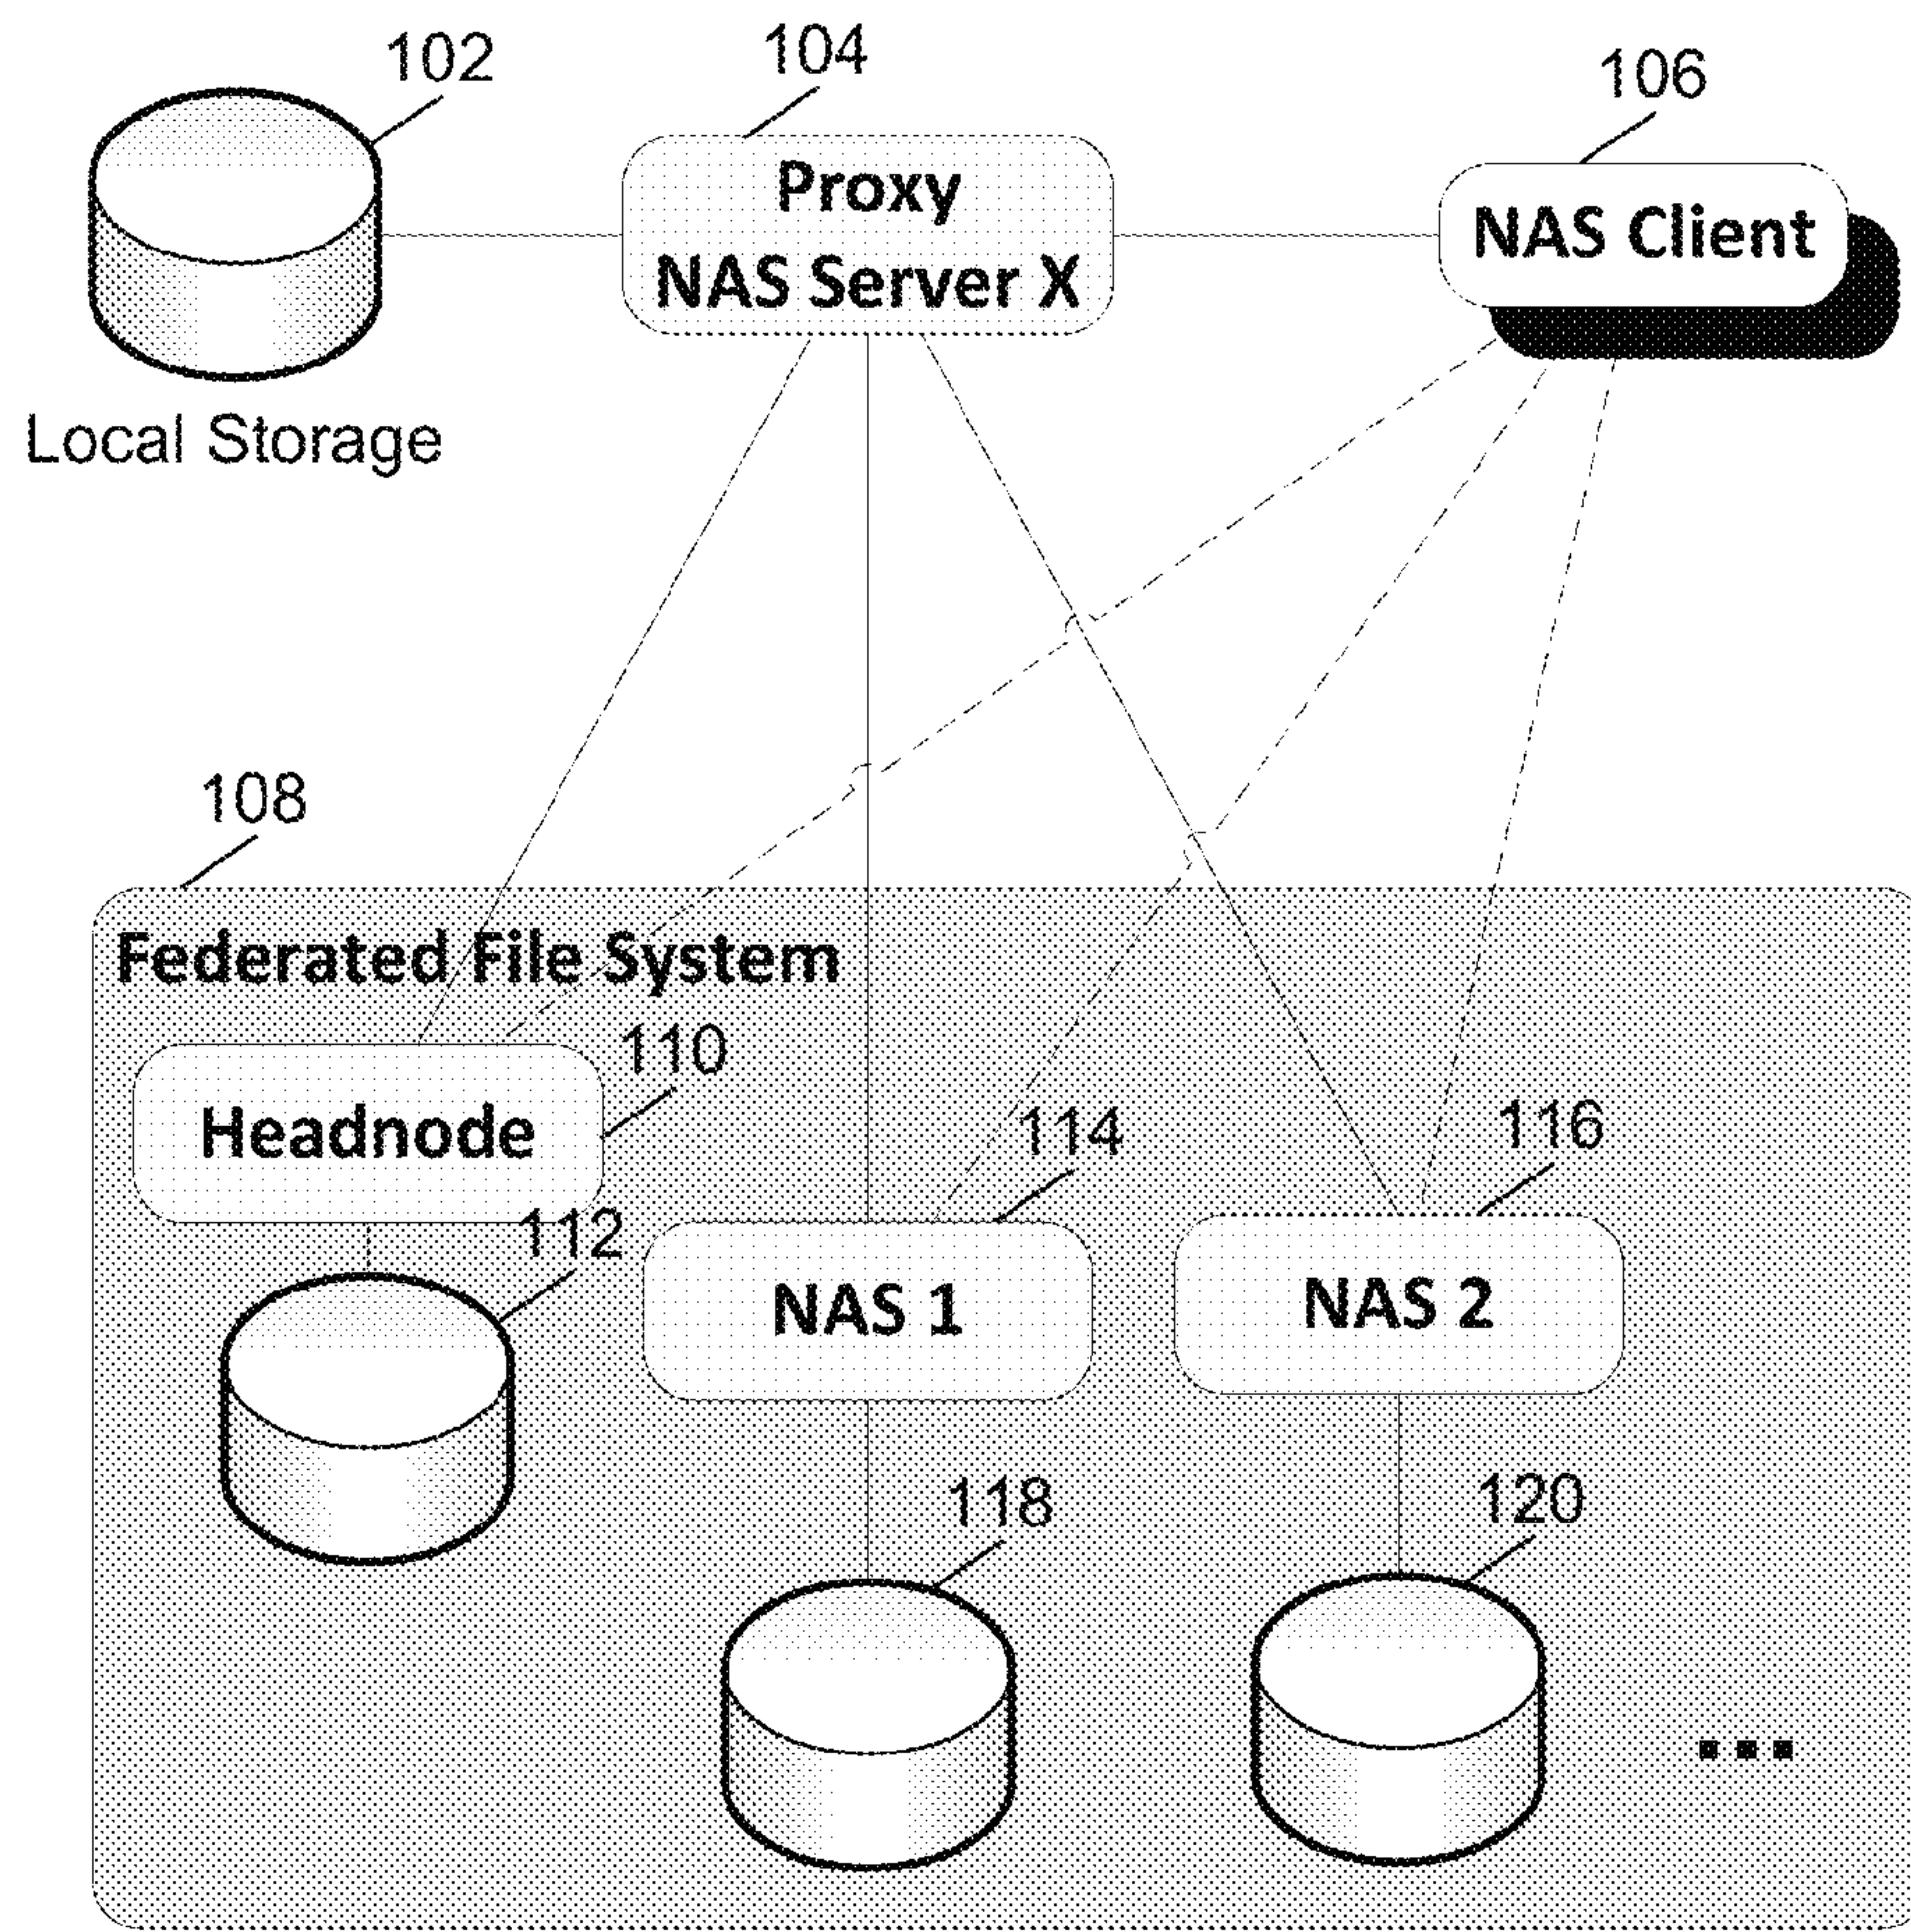 102
104
106
Proxy
NAS Server X
NAS Client
Local Storage
108
Federated File System
110
Headnode
114
116
112
NAS 1
NAS 2
118
120
...